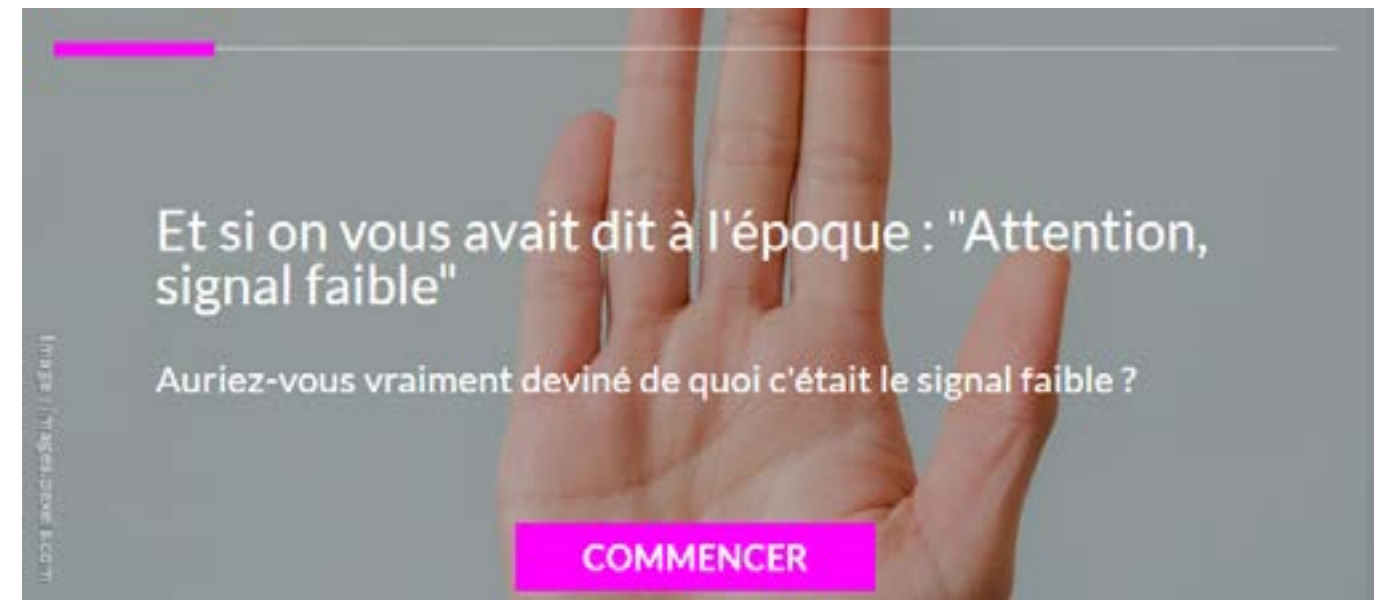 Et si on vous avait dit à l'époque : "Attention,
signal faible"
Auriez-vous vraiment deviné de quoi c'était le signal faible ?
COMMENCER